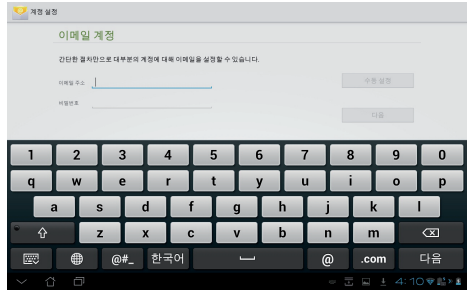 계정 설정
이메일 계정
간단한 절차만으로 대부분의 계정에 대해 이메일을 설정할 수 있습니다.
이메일 주소
수동 설정
비밀번호
다음
1 2 3 4 5 6 7 8 9 0
q w e r t y u i o p
a s d f g h j k l
z x c v b n m
@#_ 한국어 @ .com 다음
4:10